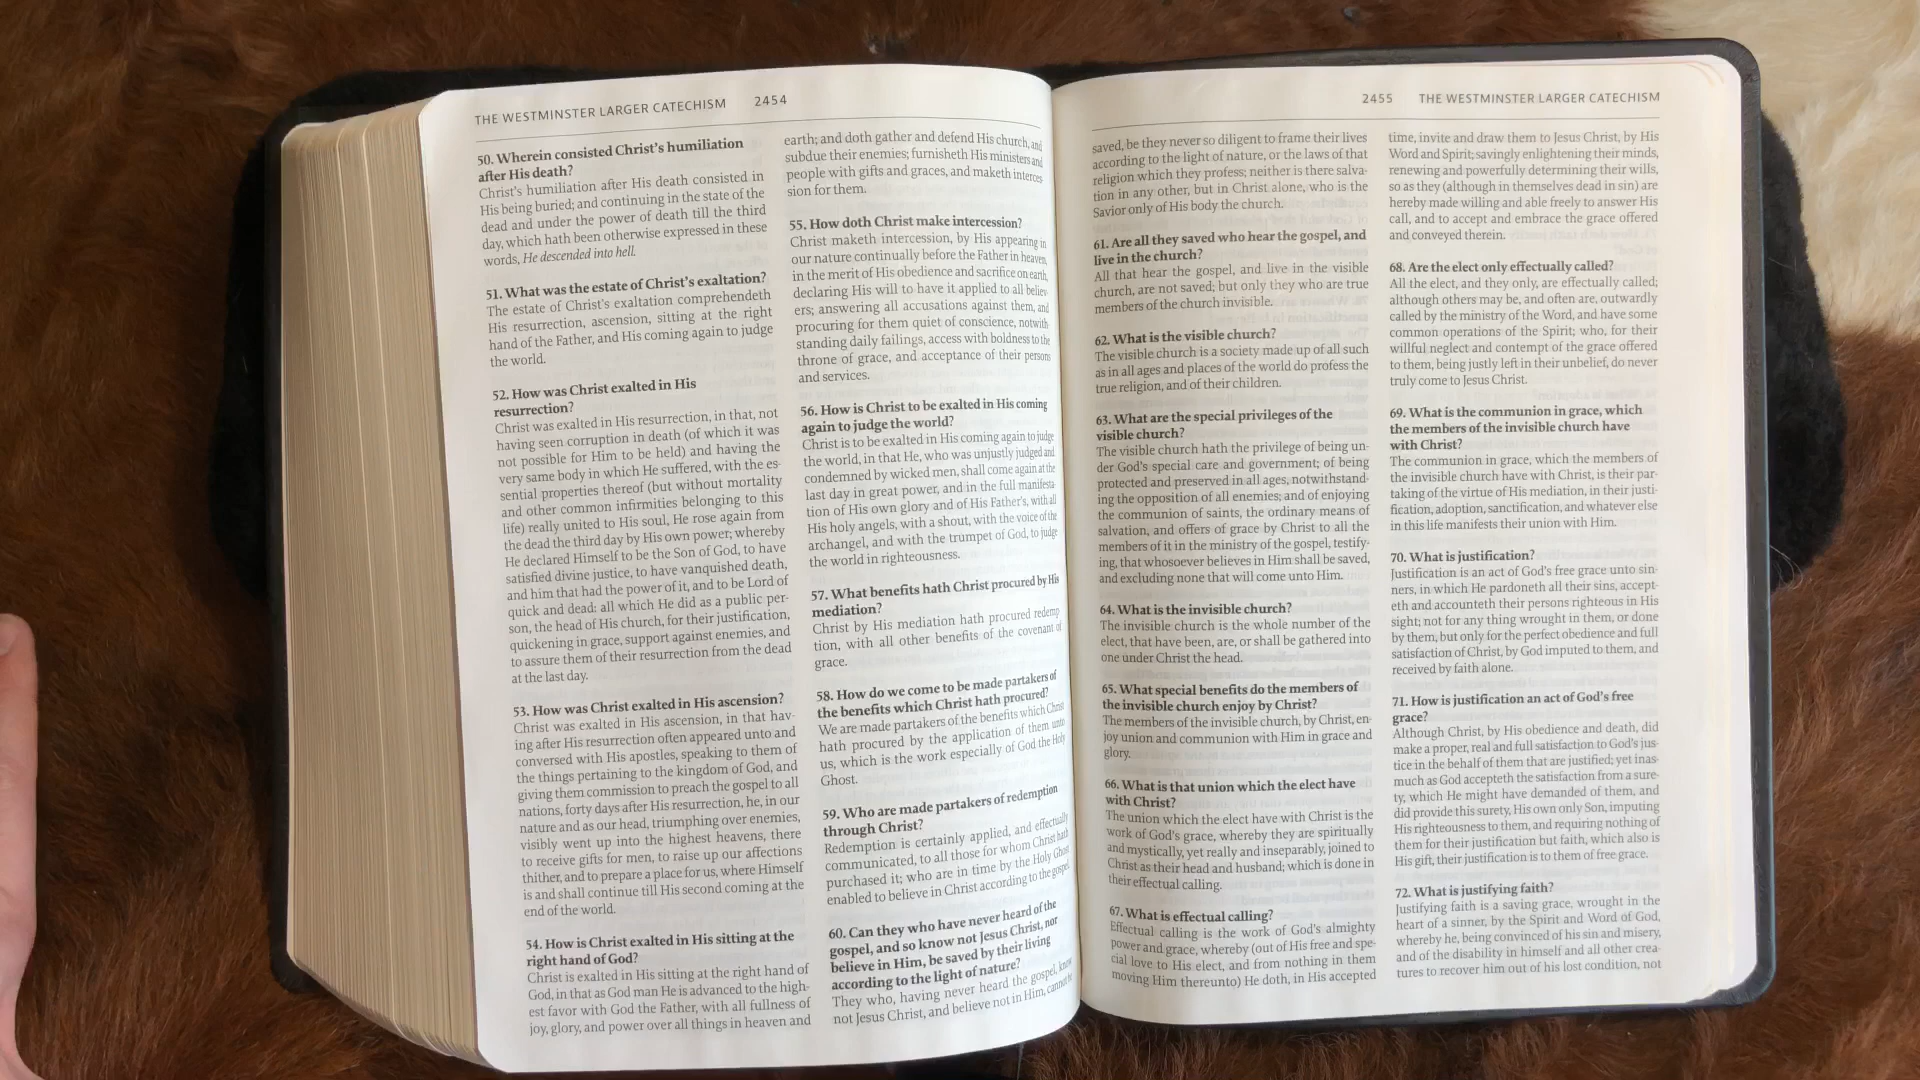 THE WESTMINSTER LARGER CATECHISM 2454
50. Wherein consisted Christ's humiliation
after His death?
Christ's humiliation after His death consisted in
His being buried; and continuing in the state of the
dead and under the power of death till the third
day, which hath been otherwise expressed in these
words, He descended into hell.
51. What was the estate of Christ's exaltation?
The estate of Christ's exaltation comprehendeth
His resurrection, ascension, sitting at the right
hand of the Father, and His coming again to judge
the world.
52. How was Christ exalted in His
resurrection?
Christ was exalted in His resurrection, in that, not
having seen corruption in death (of which it was
not possible for Him to be held) and having the
very same body in which He suffered, with the es-
sential properties thereof (but without mortality
and other common infirmities belonging to this
life) really united to His soul, He rose again from
the dead the third day by His own power; whereby
He declared Himself to be the Son of God, to have
satisfied divine justice, to have vanquished death,
and him that had the power of it, and to be Lord of
quick and dead: all which He did as a public per-
son, the head of His church, for their justification,
quickening in grace, support against enemies, and
to assure them of their resurrection from the dead
at the last day.
53. How was Christ exalted in His ascension?
Christ was exalted in His ascension, in that hav-
ing after His resurrection often appeared unto and
conversed with His apostles, speaking to them of
the things pertaining to the kingdom of God, and
giving them commission to preach the gospel to all
nations, forty days after His resurrection, he, in our
nature and as our head, triumphing over enemies,
visibly went up into the highest heavens, there
to receive gifts for men, to raise up our affections
thither, and to prepare a place for us, where Himself
is and shall continue till His second coming at the
end of the world.
54. How is Christ exalted in His sitting at the
right hand of God?
Christ is exalted in His sitting at the right hand of
God, in that as God man He is advanced to the high-
est favor with God the Father, with all fullness of
joy, glory, and power over all things in heaven and
earth; and doth gather and defend His church, and
subdue their enemies; furnisheth His ministers and
people with gifts and graces, and maketh interces
sion for them.
55. How doth Christ make intercession?
Christ maketh intercession, by His appearing in
our nature continually before the Father in heaven,
in the merit of His obedience and sacrifice on earth,
declaring His will to have it applied to all believ-
ers; answering all accusations against them, and
procuring for them quiet of conscience, notwith
standing daily failings, access with boldness to the
throne of grace, and acceptance of their persons
and services.
56. How is Christ to be exalted in His coming
again to judge the world?
Christ is to be exalted in His coming again to judge
the world, in that He, who was unjustly judged and
condemned by wicked men, shall come again at the
last day in great power, and in the full manifesta-
tion of His own glory and of His Father's, with all
His holy angels, with a shout, with the voice of the
archangel, and with the trumpet of God, to judge
the world in righteousness.
57. What benefits hath Christ procured by His
mediation?
Christ by His mediation hath procured redemp
tion, with all other benefits of the covenant of
grace.
58. How do we come to be made partakers of
the benefits which Christ hath procured?
We are made partakers of the benefits which Christ
hath procured by the application of them unto
us, which is the work especially of God the Holy
Ghost.
59. Who are made partakers of redemption
through Christ?
Redemption is certainly applied, and effectually
communicated, to all those for whom Christ hath
purchased it; who are in time by the Holy Ghost
enabled to believe in Christ according to the gospel.
60. Can they who have never heard of the
gospel, and so know not Jesus Christ, nor
believe in Him, be saved by their living
according to the light of nature?
They who, having never heard the gospel, know
not Jesus Christ, and believe not in Him, cannot be
2455 THE WESTMINSTER LARGER CATECHISM
saved, be they never so diligent to frame their lives
according to the light of nature, or the laws of that
religion which they profess; neither is there salva-
tion in any other, but in Christ alone, who is the
Savior only of His body the church.
61. Are all they saved who hear the gospel, and
live in the church?
All that hear the gospel, and live in the visible
church, are not saved; but only they who are true
members of the church invisible.
62. What is the visible church?
The visible church is a society made up of all such
as in all ages and places of the world do profess the
true religion, and of their children.
63. What are the special privileges of the
visible church?
The visible church hath the privilege of being un-
der God's special care and government; of being
protected and preserved in all ages, notwithstand-
ing the opposition of all enemies; and of enjoying
the communion of saints, the ordinary means of
salvation, and offers of grace by Christ to all the
members of it in the ministry of the gospel, testify-
ing, that whosoever believes in Him shall be saved,
and excluding none that will come unto Him.
64. What is the invisible church?
The invisible church is the whole number of the
elect, that have been, are, or shall be gathered into
one under Christ the head.
65. What special benefits do the members of
the invisible church enjoy by Christ?
The members of the invisible church, by Christ, en-
joy union and communion with Him in grace and
glory.
66. What is that union which the elect have
with Christ?
The union which the elect have with Christ is the
work of God's grace, whereby they are spiritually
and mystically, yet really and inseparably, joined to
Christ as their head and husband; which is done in
their effectual calling.
67. What is effectual calling?
Effectual calling is the work of God's almighty
power and grace, whereby (out of His free and spe-
cial love to His elect, and from nothing in them
moving Him thereunto) He doth, in His accepted
time, invite and draw them to Jesus Christ, by His
Word and Spirit; savingly enlightening their minds,
renewing and powerfully determining their wills,
so as they (although in themselves dead in sin) are
hereby made willing and able freely to answer His
call, and to accept and embrace the grace offered
and conveyed therein.
68. Are the elect only effectually called?
All the elect, and they only, are effectually called;
although others may be, and often are, outwardly
called by the ministry of the Word, and have some
common operations of the Spirit; who, for their
willful neglect and contempt of the grace offered
to them, being justly left in their unbelief, do never
truly come to Jesus Christ.
69. What is the communion in grace, which
the members of the invisible church have
with Christ?
The communion in grace, which the members of
the invisible church have with Christ, is their par-
taking of the virtue of His mediation, in their justi-
fication, adoption, sanctification, and whatever else
in this life manifests their union with Him.
70. What is justification?
Justification is an act of God's free grace unto sin-
ners, in which He pardoneth all their sins, accept-
eth and accounteth their persons righteous in His
sight; not for any thing wrought in them, or done
by them, but only for the perfect obedience and full
satisfaction of Christ, by God imputed to them, and
received by faith alone.
71. How is justification an act of God's free
grace?
Although Christ, by His obedience and death, did
make a proper, real and full satisfaction to God's jus-
tice in the behalf of them that are justified; yet inas-
much as God accepteth the satisfaction from a sure-
ty, which He might have demanded of them, and
did provide this surety, His own only Son, imputing
His righteousness to them, and requiring nothing of
them for their justification but faith, which also is
His gift, their justification is to them of free grace.
72. What is justifying faith?
Justifying faith is a saving grace, wrought in the
heart of a sinner, by the Spirit and Word of God,
whereby he, being convinced of his sin and misery,
and of the disability in himself and all other crea-
tures to recover him out of his lost condition, not